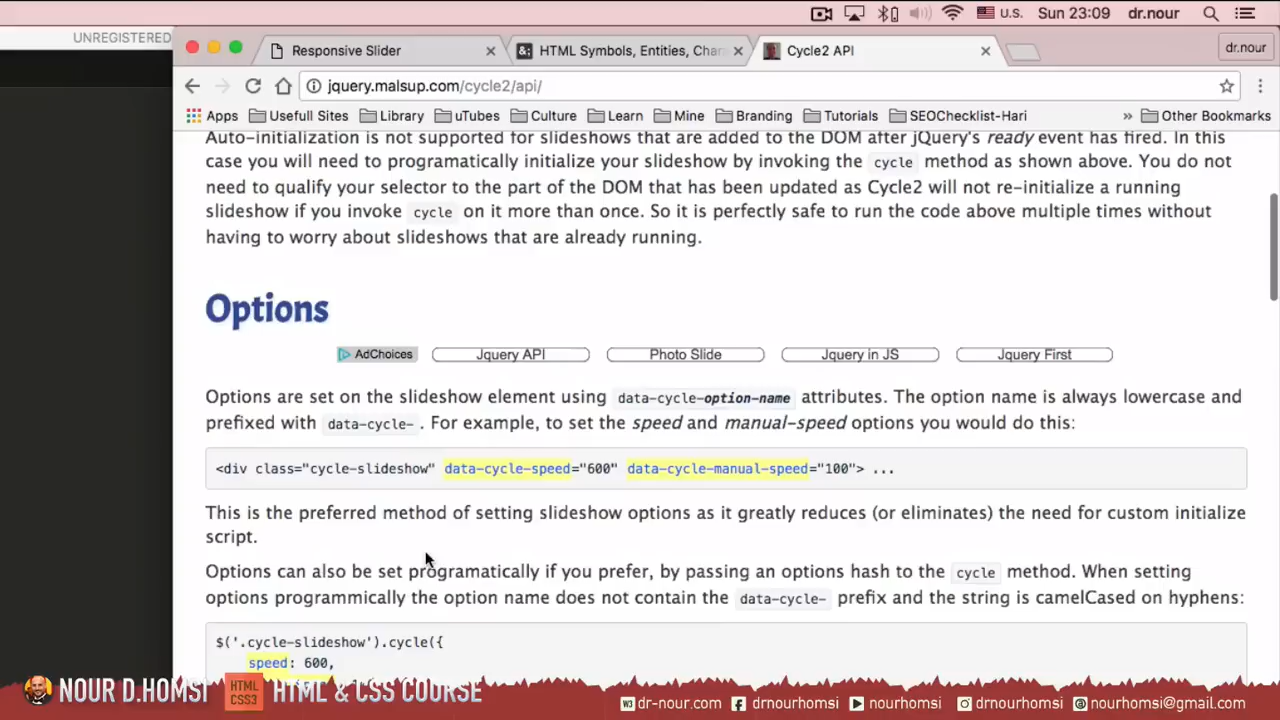 U.S. Sun 23:09 dr.nour
UNREGISTERED
Responsive Slider
HTML Symbols, Entities, Char
Cycle2 API
dr.nour
jquery.malsup.com/cycle2/api/
Apps Usefull Sites Library uTubes Culture Learn Mine Branding Tutorials SEOChecklist-Hari » Other Bookmarks
Auto-initialization is not supported for slideshows that are added to the DOM after jQuery's ready event has fired. In this
case you will need to programatically initialize your slideshow by invoking the cycle method as shown above. You do not
need to qualify your selector to the part of the DOM that has been updated as Cycle2 will not re-initialize a running
slideshow if you invoke cycle on it more than once. So it is perfectly safe to run the code above multiple times without
having to worry about slideshows that are already running.
Options
AdChoices Jquery API Photo Slide Jquery in JS Jquery First
Options are set on the slideshow element using data-cycle-option-name attributes. The option name is always lowercase and
prefixed with data-cycle- . For example, to set the speed and manual-speed options you would do this:
<div class="cycle-slideshow" data-cycle-speed="600" data-cycle-manual-speed="100"> ...
This is the preferred method of setting slideshow options as it greatly reduces (or eliminates) the need for custom initialize
script.
Options can also be set programatically if you prefer, by passing an options hash to the cycle method. When setting
options programmically the option name does not contain the data-cycle- prefix and the string is camelCased on hyphens:
$('.cycle-slideshow').cycle({
speed: 600,
NOUR D.HOMSI HTML CSS3 HTML & CSS COURSE
dr-nour.com drnourhomsi nourhomsi drnourhomsi nourhomsi@gmail.com